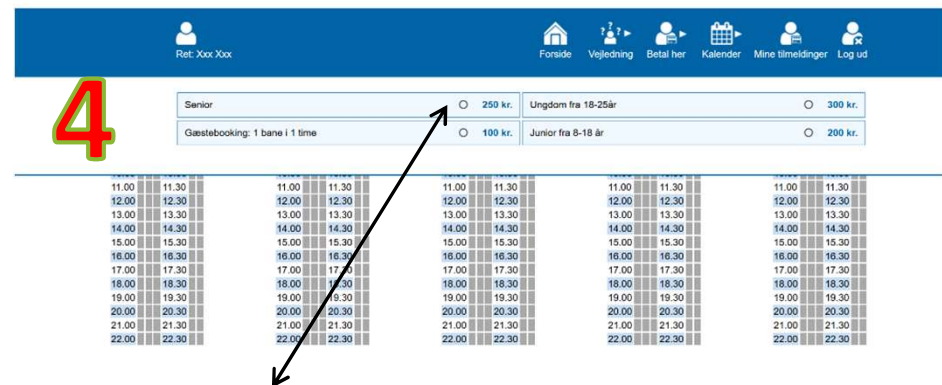 Ret: Xxx Xxx Forside Vejledning Betal her Kalender Mine tilmeldinger Log ud
4
Senior 250 kr. Ungdom fra 18-25år 300 kr.
Gæstebooking: 1 bane i 1 time 100 kr. Junior fra 8-18 år 200 kr.
11.00 11.30 11.00 11.30 11.00 11.30 11.00 11.30 11.00 11.30
12.00 12.30 12.00 12.30 12.00 12.30 12.00 12.30 12.00 12.30
13.00 13.30 13.00 13.30 13.00 13.30 13.00 13.30 13.00 13.30
14.00 14.30 14.00 14.30 14.00 14.30 14.00 14.30 14.00 14.30
15.00 15.30 15.00 15.30 15.00 15.30 15.00 15.30 15.00 15.30
16.00 16.30 16.00 16.30 16.00 16.30 16.00 16.30 16.00 16.30
17.00 17.30 17.00 17.30 17.00 17.30 17.00 17.30 17.00 17.30
18.00 18.30 18.00 18.30 18.00 18.30 18.00 18.30 18.00 18.30
19.00 19.30 19.00 19.30 19.00 19.30 19.00 19.30 19.00 19.30
20.00 20.30 20.00 20.30 20.00 20.30 20.00 20.30 20.00 20.30
21.00 21.30 21.00 21.30 21.00 21.30 21.00 21.30 21.00 21.30
22.00 22.30 22.00 22.30 22.00 22.30 22.00 22.30 22.00 22.30